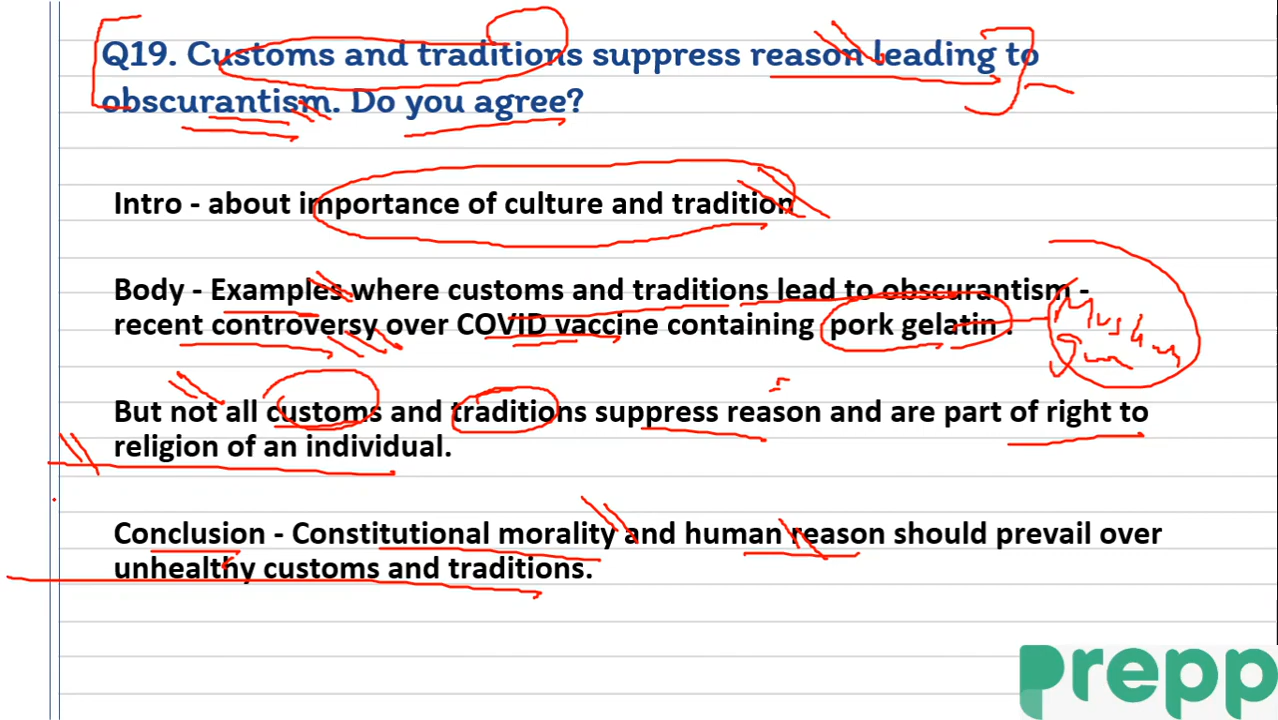 Q19. Customs and traditions suppress reason leading to
obscurantism. Do you agree?
Intro - about importance of culture and tradition
Body - Examples where customs and traditions lead to obscurantism -
recent controversy over COVID vaccine containing pork gelatin .
But not all customs and traditions suppress reason and are part of right to
religion of an individual.
Conclusion - Constitutional morality and human reason should prevail over
unhealthy customs and traditions.
prepp